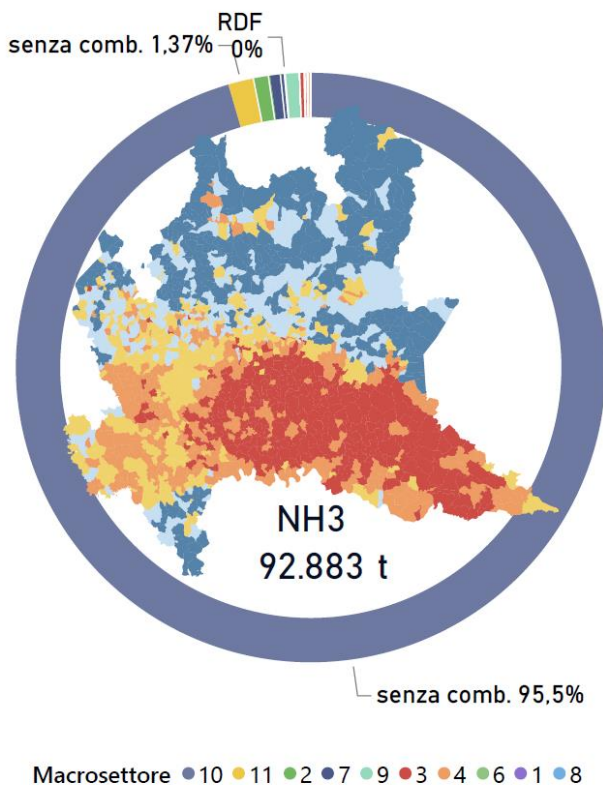 RDF
senza comb. 1,37% 0%
NH3
92.883 t
senza comb. 95,5%
Macrosettore 10 11 2 7 9 3 4 6 1 8